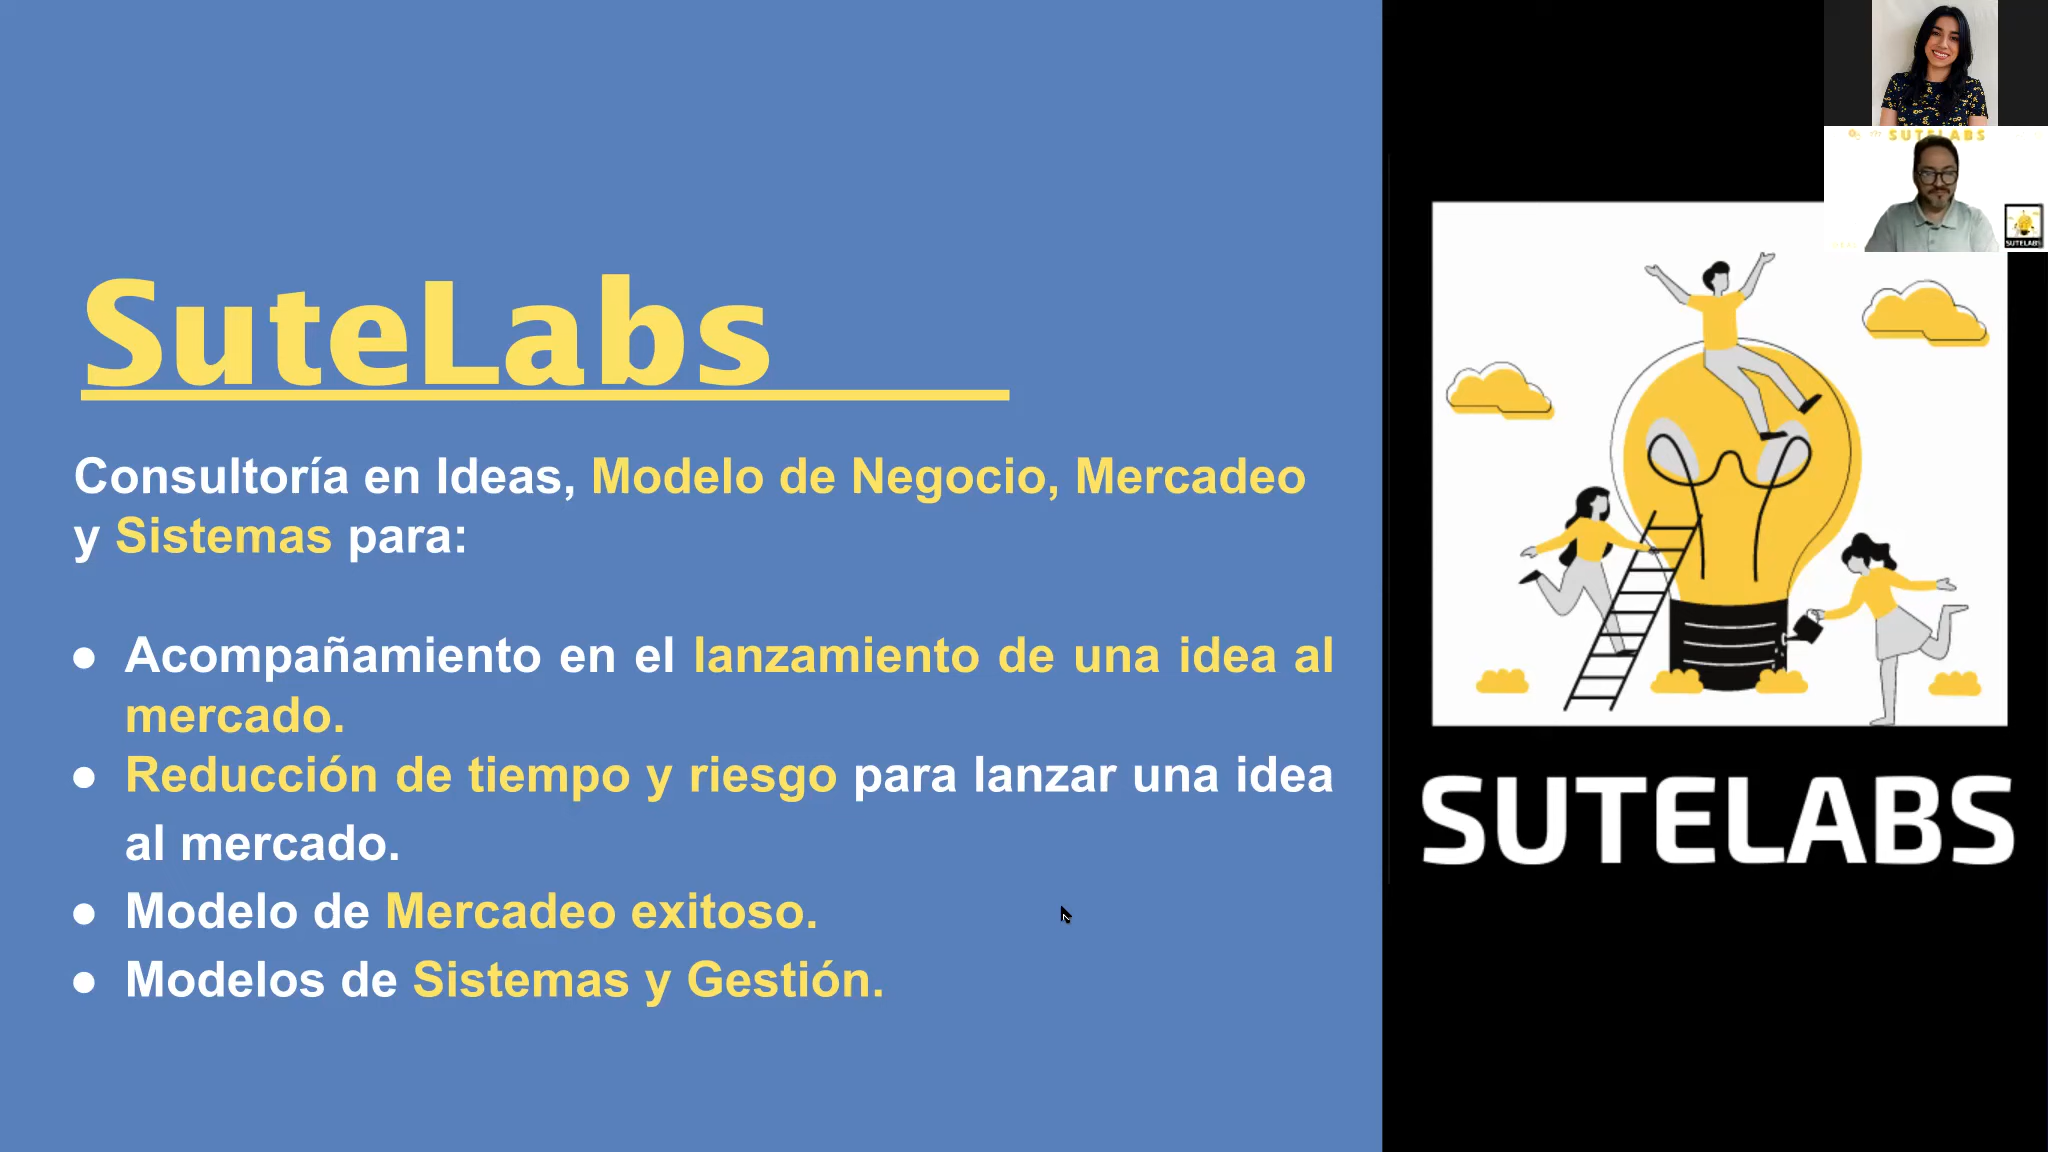 SUTELABS
SUTELABS
SuteLabs
Consultoría en Ideas, Modelo de Negocio, Mercadeo
y Sistemas para:
● Acompañamiento en el lanzamiento de una idea al
mercado.
● Reducción de tiempo y riesgo para lanzar una idea
al mercado.
● Modelo de Mercadeo exitoso.
● Modelos de Sistemas y Gestión.
SUTELABS